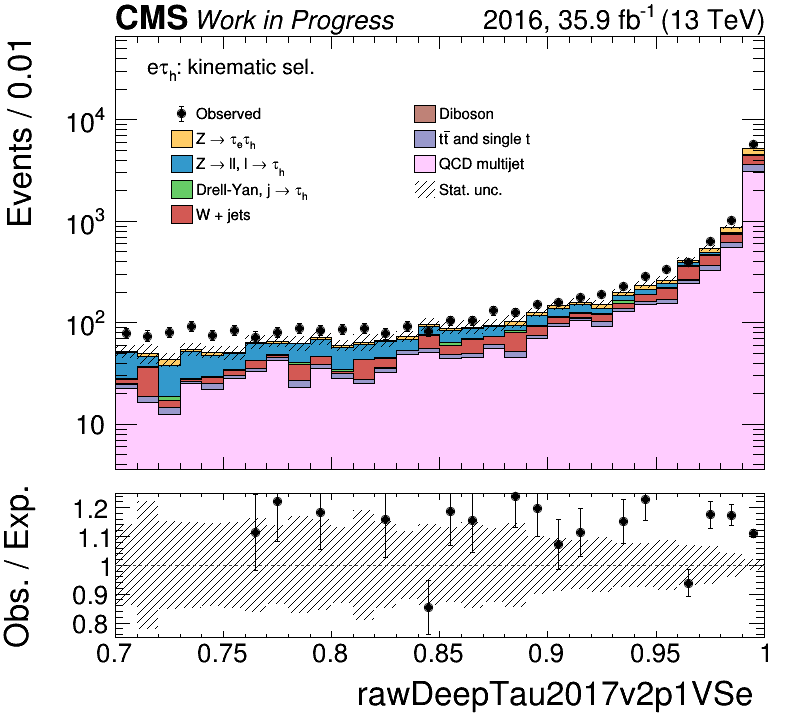 CMS Work in Progress 2016, 35.9 fb⁻¹ (13 TeV)
Events / 0.01
eτₕ: kinematic sel.
Observed
Z → τₑτₕ
Z → ll, l → τₕ
Drell-Yan, j → τₕ
W + jets
Diboson
tt̄ and single t
QCD multijet
Stat. unc.
10⁴
10³
10²
10
Obs. / Exp.
1.2
1.1
1
0.9
0.8
0.7 0.75 0.8 0.85 0.9 0.95 1
rawDeepTau2017v2p1VSe